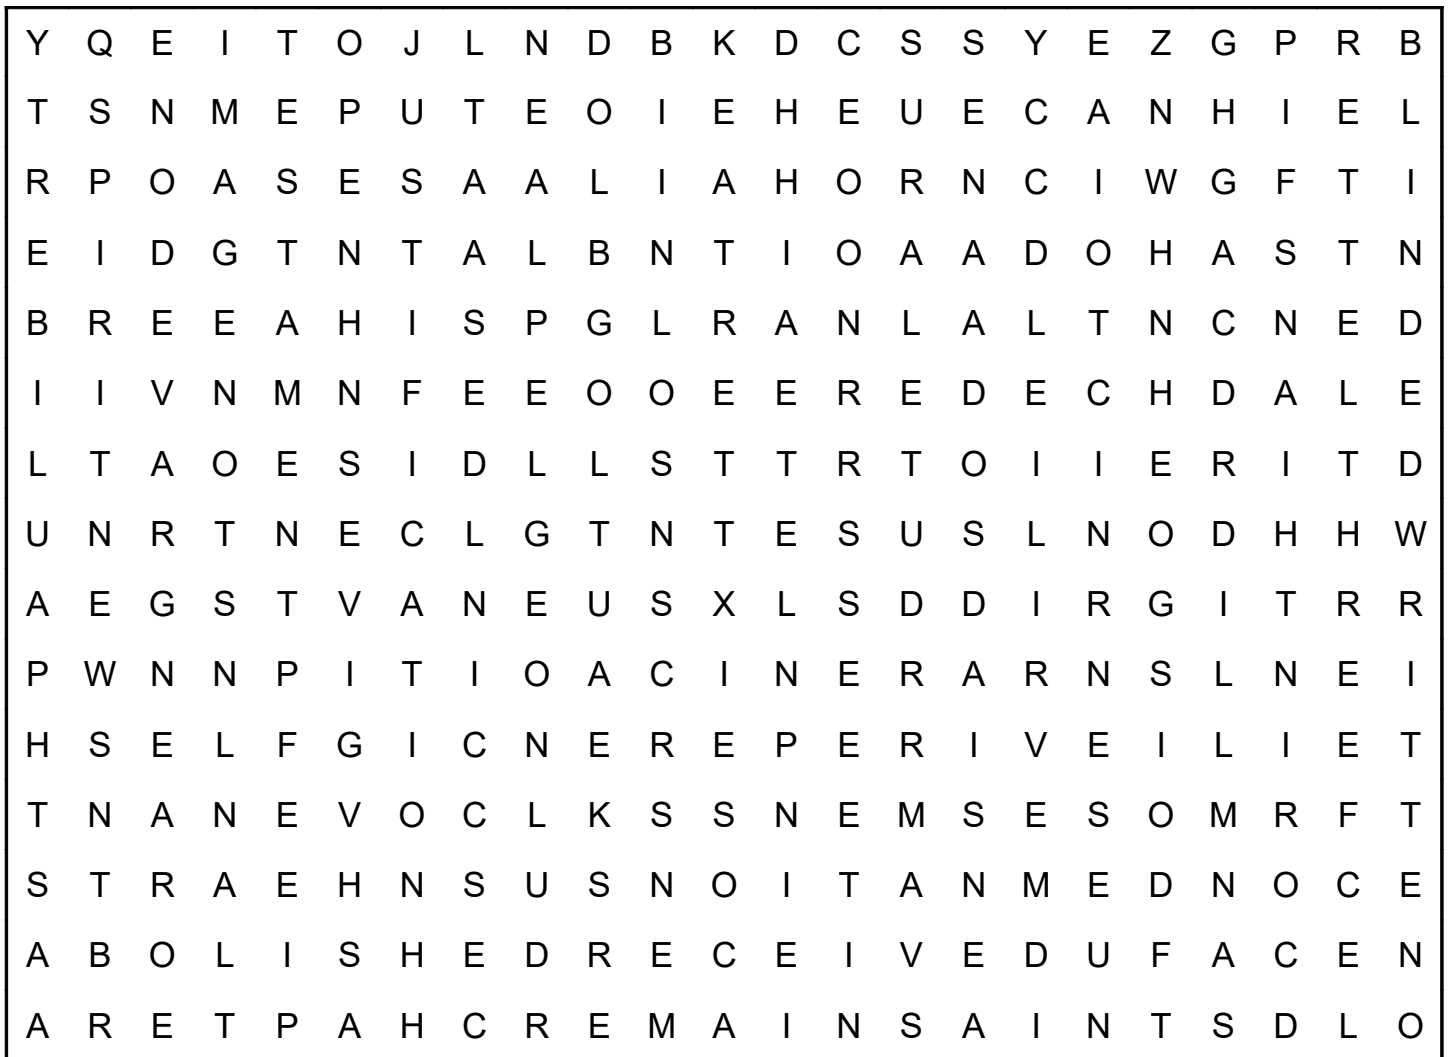 Y Q E I T O J L N D B K D C S S Y E Z G P R B
T S N M E P U T E O I E H E U E C A N H I E L
R P O A S E S A A L I A H O R N C I W G F T I
E I D G T N T A L B N T I O A A D O H A S T N
B R E E A H I S P G L R A N L A L T N C N E D
I I V N M N F E E O O E E R E D E C H D A L E
L T A O E S I D L L S T T R T O I I E R I T D
U N R T N E C L G T N T E S U S L N O D H H W
A E G S T V A N E U S X L S D D I R G I T R R
P W N N P I T I O A C I N E R A R N S L N E I
H S E L F G I C N E R E P E R I V E I L I E T
T N A N E V O C L K S S N E M S E S O M R F T
S T R A E H N S U S N O I T A N M E D N O C E
A B O L I S H E D R E C E I V E D U F A C E N
A R E T P A H C R E M A I N S A I N T S D L O